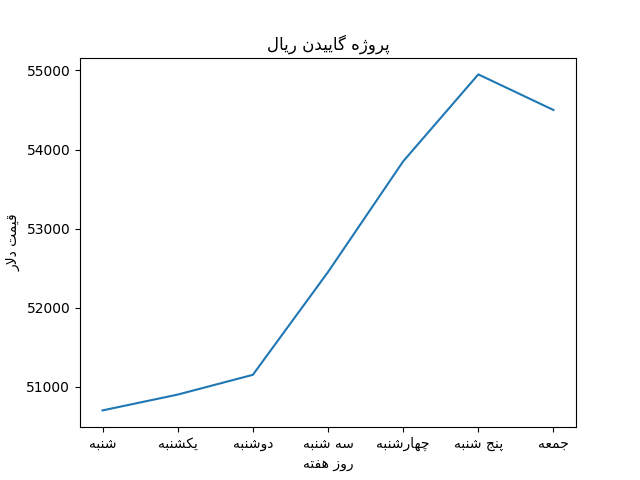 پروژه گاییدن ریال
55000
54000
53000
52000
51000
قیمت دلار
شنبه
یکشنبه
دوشنبه
سه شنبه
چهارشنبه
پنج شنبه
جمعه
روز هفته